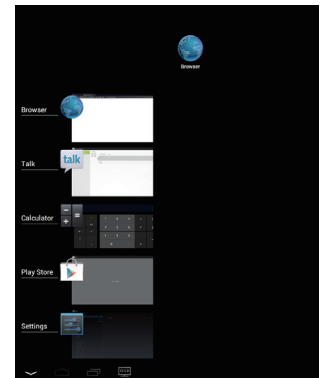 Browser
Browser
Talk
talk
Calculator
Play Store
Settings